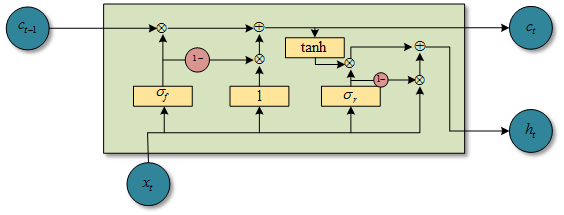 c_{t-1}
c_t
tanh
1-
1-
σ_f
1
σ_r
h_t
x_t